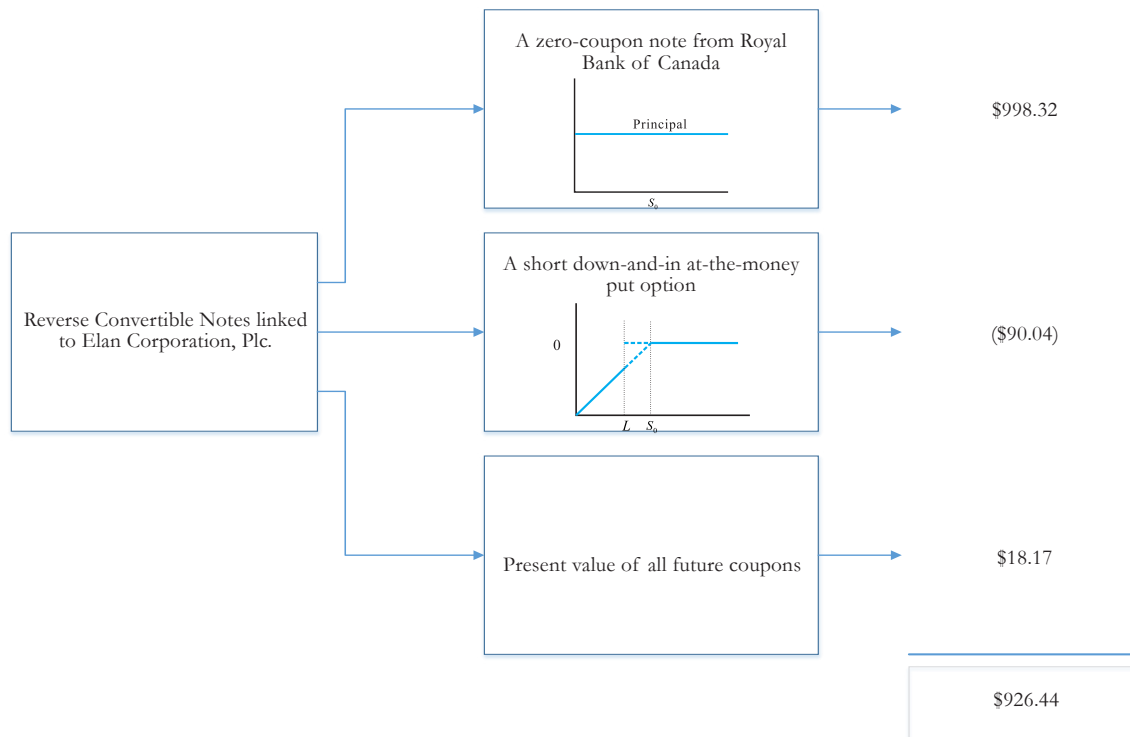 A zero-coupon note from Royal
Bank of Canada
Principal
S₀
$998.32
Reverse Convertible Notes linked
to Elan Corporation, Plc.
A short down-and-in at-the-money
put option
0
L S₀
($90.04)
Present value of all future coupons
$18.17
$926.44